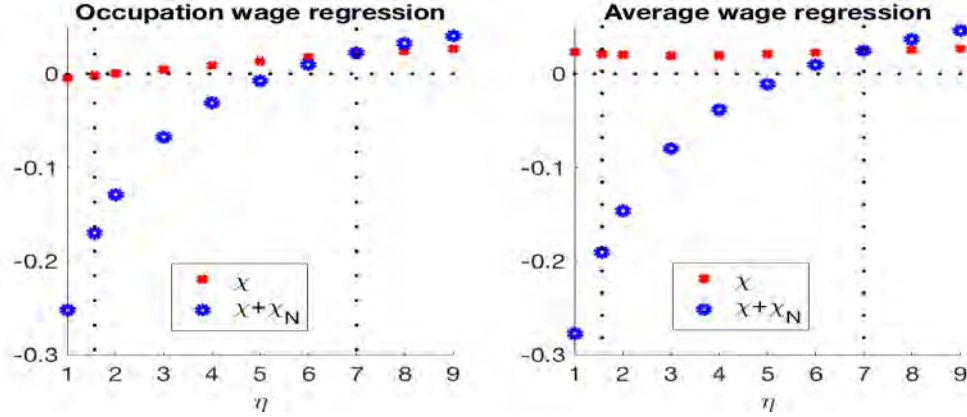 Occupation wage regression
0
-0.1
-0.2
-0.3
1 2 3 4 5 6 7 8 9
η
χ
χ+χN
Average wage regression
0
-0.1
-0.2
-0.3
1 2 3 4 5 6 7 8 9
η
χ
χ+χN